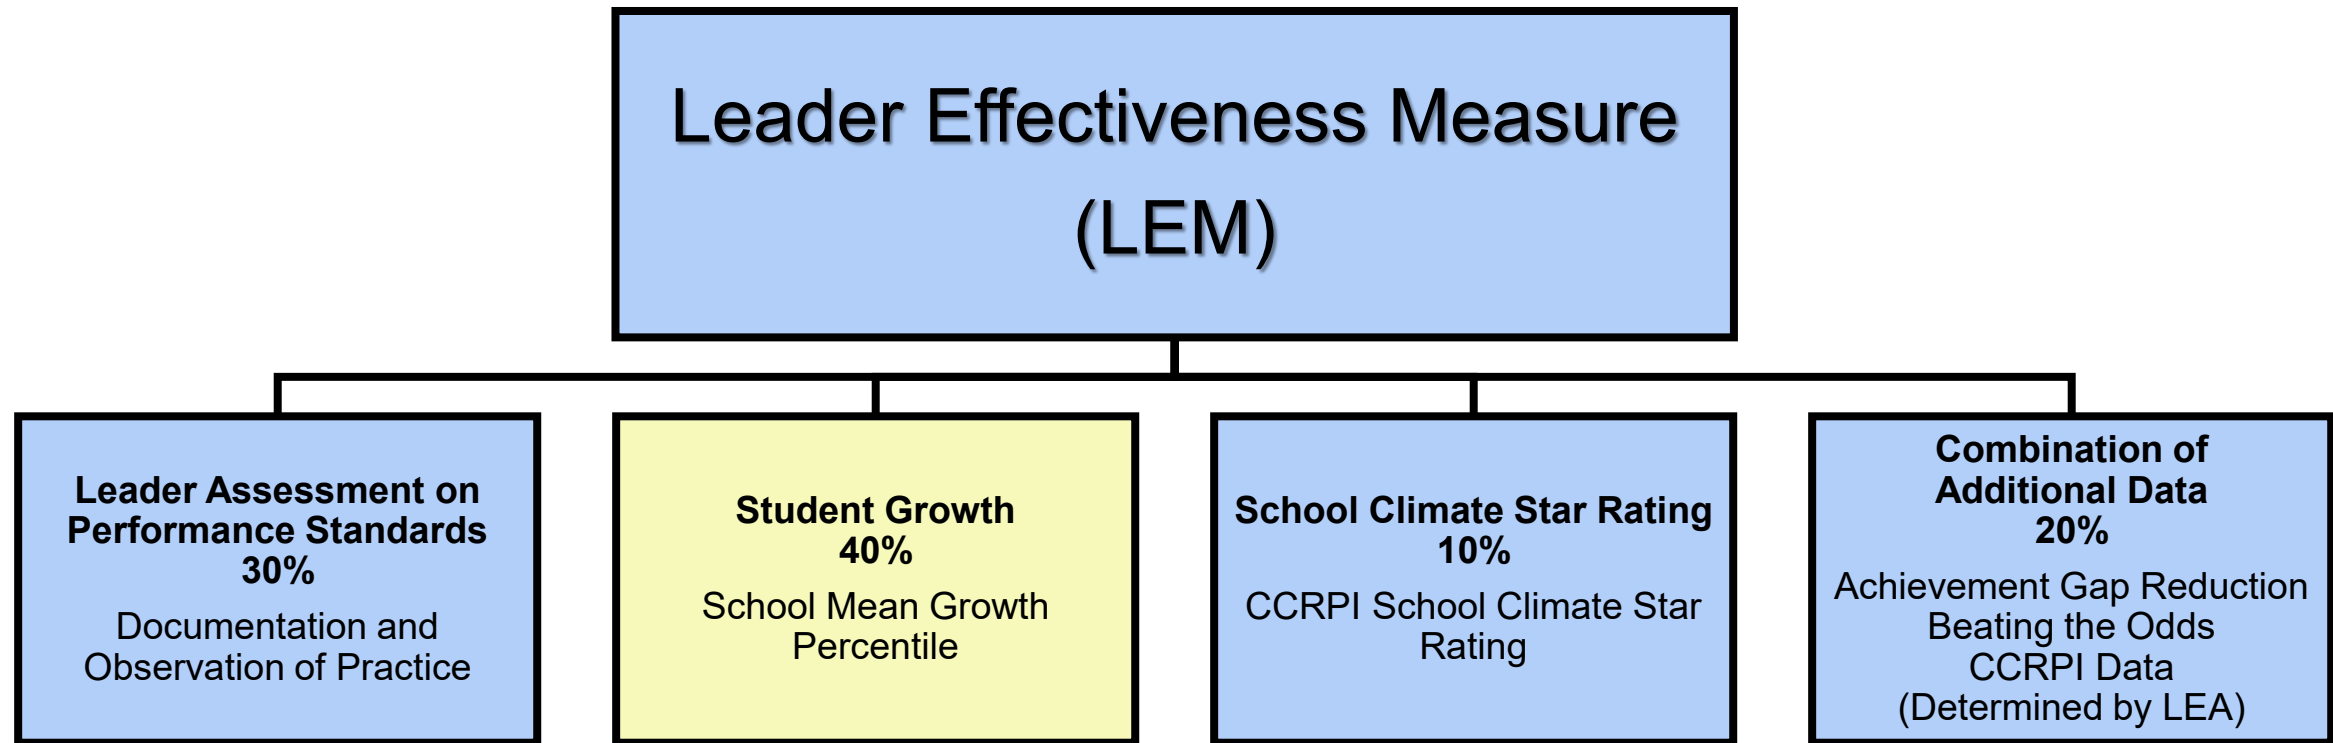 Leader Effectiveness Measure
(LEM)
Leader Assessment on
Performance Standards
30%
Documentation and
Observation of Practice
Student Growth
40%
School Mean Growth
Percentile
School Climate Star Rating
10%
CCRPI School Climate Star
Rating
Combination of
Additional Data
20%
Achievement Gap Reduction
Beating the Odds
CCRPI Data
(Determined by LEA)